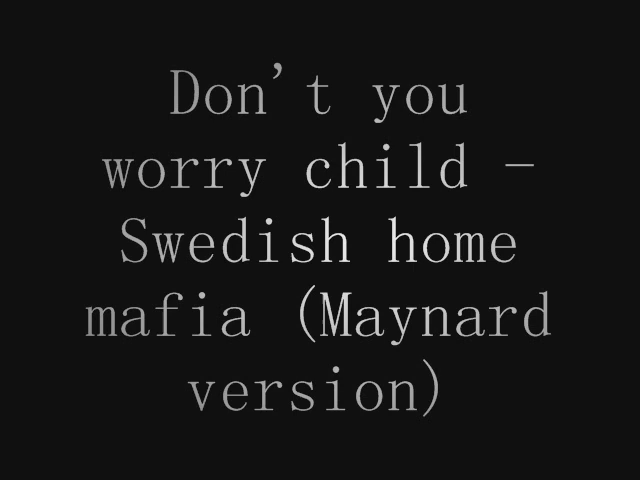 Don't you
worry child -
Swedish home
mafia (Maynard
version)